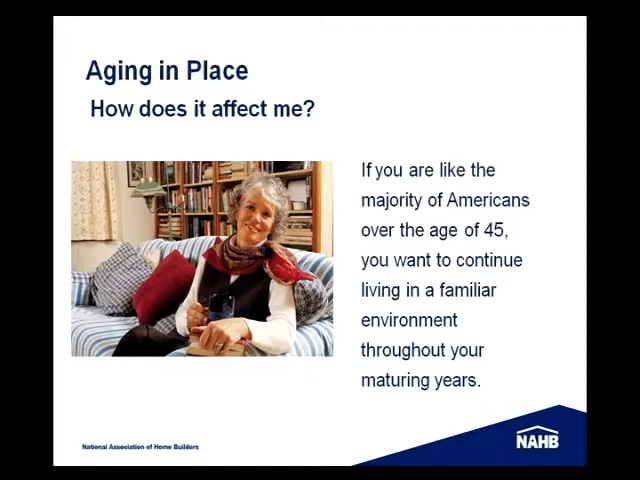 Aging in Place
How does it affect me?
If you are like the
majority of Americans
over the age of 45,
you want to continue
living in a familiar
environment
throughout your
maturing years.
National Association of Home Builders
NAHB